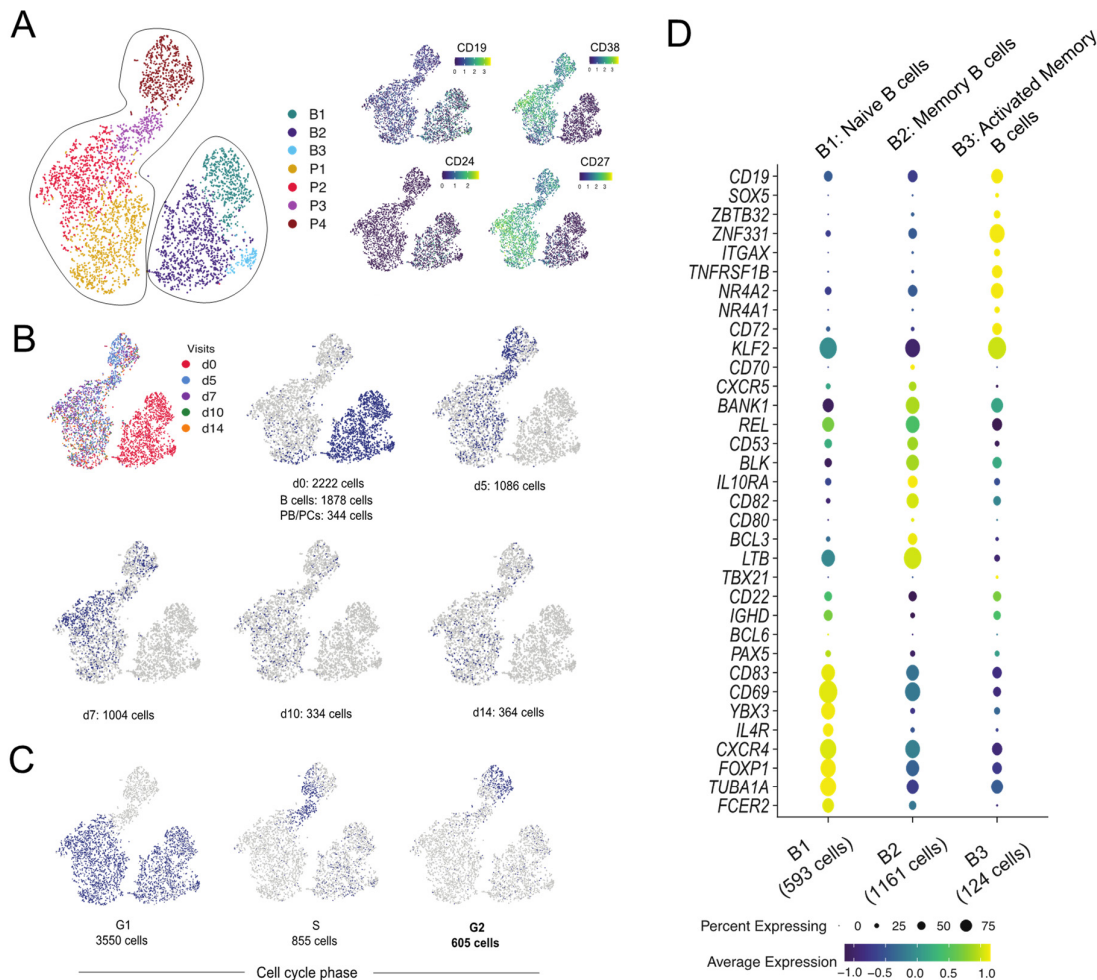 A
B1
B2
B3
P1
P2
P3
P4
CD19
0 1 2 3
CD38
0 1 2 3
CD24
0 1 2
CD27
0 1 2 3
B
Visits
d0
d5
d7
d10
d14
d0: 2222 cells
B cells: 1878 cells
PB/PCs: 344 cells
d5: 1086 cells
d7: 1004 cells
d10: 334 cells
d14: 364 cells
C
G1
3550 cells
S
855 cells
G2
605 cells
Cell cycle phase
D
B1: Naïve B cells
B2: Memory B cells
B3: Activated Memory
B cells
CD19
SOX5
ZBTB32
ZNF331
ITGAX
TNFRSF1B
NR4A2
NR4A1
CD72
KLF2
CD70
CXCR5
BANK1
REL
CD53
BLK
IL10RA
CD82
CD80
BCL3
LTB
TBX21
CD22
IGHD
BCL6
PAX5
CD83
CD69
YBX3
IL4R
CXCR4
FOXP1
TUBA1A
FCER2
B1
(593 cells)
B2
(1161 cells)
B3
(124 cells)
Percent Expressing 0 25 50 75
Average Expression
-1.0 -0.5 0.0 0.5 1.0